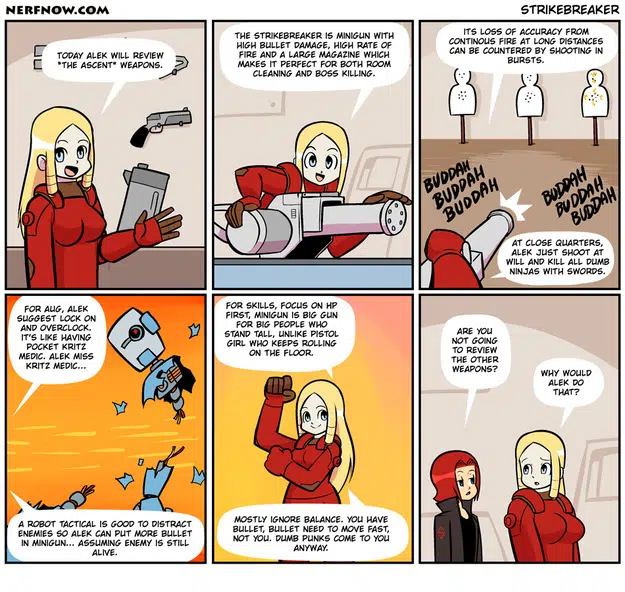 NERFNOW.COM
STRIKEBREAKER
TODAY ALEK WILL REVIEW
"THE ASCENT" WEAPONS.
THE STRIKEBREAKER IS MINIGUN WITH
HIGH BULLET DAMAGE, HIGH RATE OF
FIRE AND A LARGE MAGAZINE WHICH
MAKES IT PERFECT FOR BOTH ROOM
CLEANING AND BOSS KILLING.
ITS LOSS OF ACCURACY FROM
CONTINOUS FIRE AT LONG DISTANCES
CAN BE COUNTERED BY SHOOTING IN
BURSTS.
BUDDAH
BUDDAH
BUDDAH
BUDDAH
BUDDAH
BUDDAH
AT CLOSE QUARTERS,
ALEK JUST SHOOT AT
WILL AND KILL ALL DUMB
NINJAS WITH SWORDS.
FOR AUG, ALEK
SUGGEST LOCK ON
AND OVERCLOCK.
IT'S LIKE HAVING
POCKET KRITZ
MEDIC. ALEK MISS
KRITZ MEDIC...
A ROBOT TACTICAL IS GOOD TO DISTRACT
ENEMIES SO ALEK CAN PUT MORE BULLET
IN MINIGUN... ASSUMING ENEMY IS STILL
ALIVE.
FOR SKILLS, FOCUS ON HP
FIRST, MINIGUN IS BIG GUN
FOR BIG PEOPLE WHO
STAND TALL, UNLIKE PISTOL
GIRL WHO KEEPS ROLLING
ON THE FLOOR.
MOSTLY IGNORE BALANCE. YOU HAVE
BULLET, BULLET NEED TO MOVE FAST,
NOT YOU. DUMB PUNKS COME TO YOU
ANYWAY.
ARE YOU
NOT GOING
TO REVIEW
THE OTHER
WEAPONS?
WHY WOULD
ALEK DO
THAT?